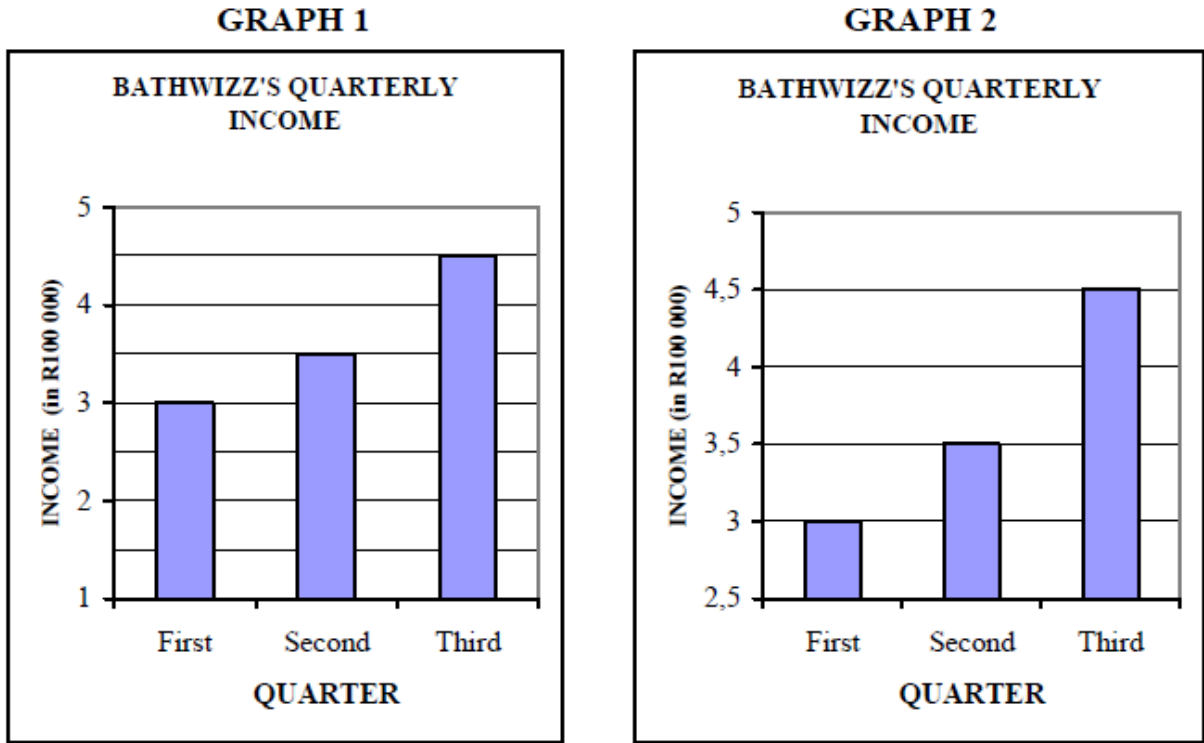 GRAPH 1
BATHWIZZ'S QUARTERLY
INCOME
INCOME (in R100 000)
5
4
3
2
1
First Second Third
QUARTER
GRAPH 2
BATHWIZZ'S QUARTERLY
INCOME
INCOME (in R100 000)
5
4,5
4
3,5
3
2,5
First Second Third
QUARTER